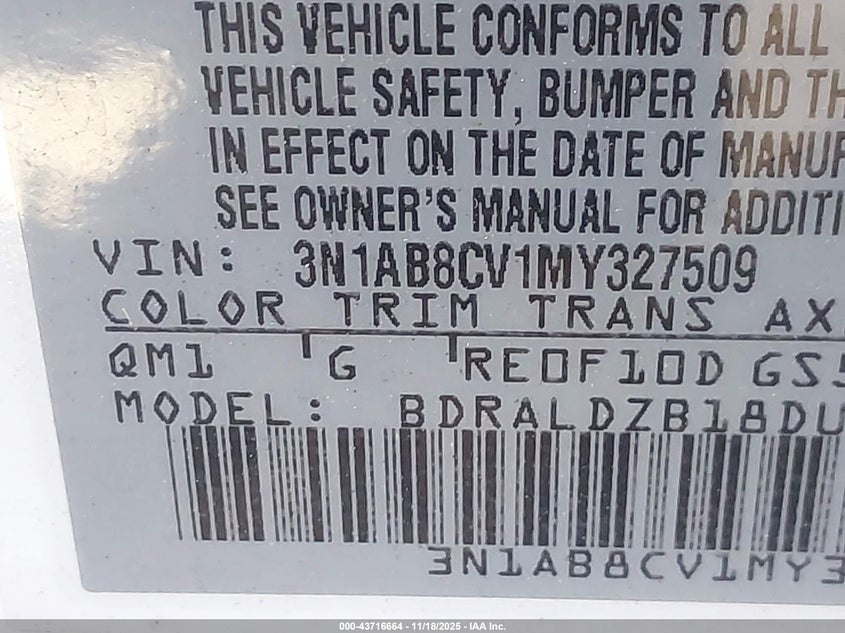 THIS VEHICLE CONFORMS TO ALL
VEHICLE SAFETY, BUMPER AND TH
IN EFFECT ON THE DATE OF MANUF
SEE OWNER'S MANUAL FOR ADDITI
VIN: 3N1AB8CV1MY327509
COLOR TRIM TRANS AX
QM1 G RE0F10D GS5
MODEL: BDRALDZB18DU
3N1AB8CV1MY3
000-43716664 - 11/18/2025 - IAA Inc.